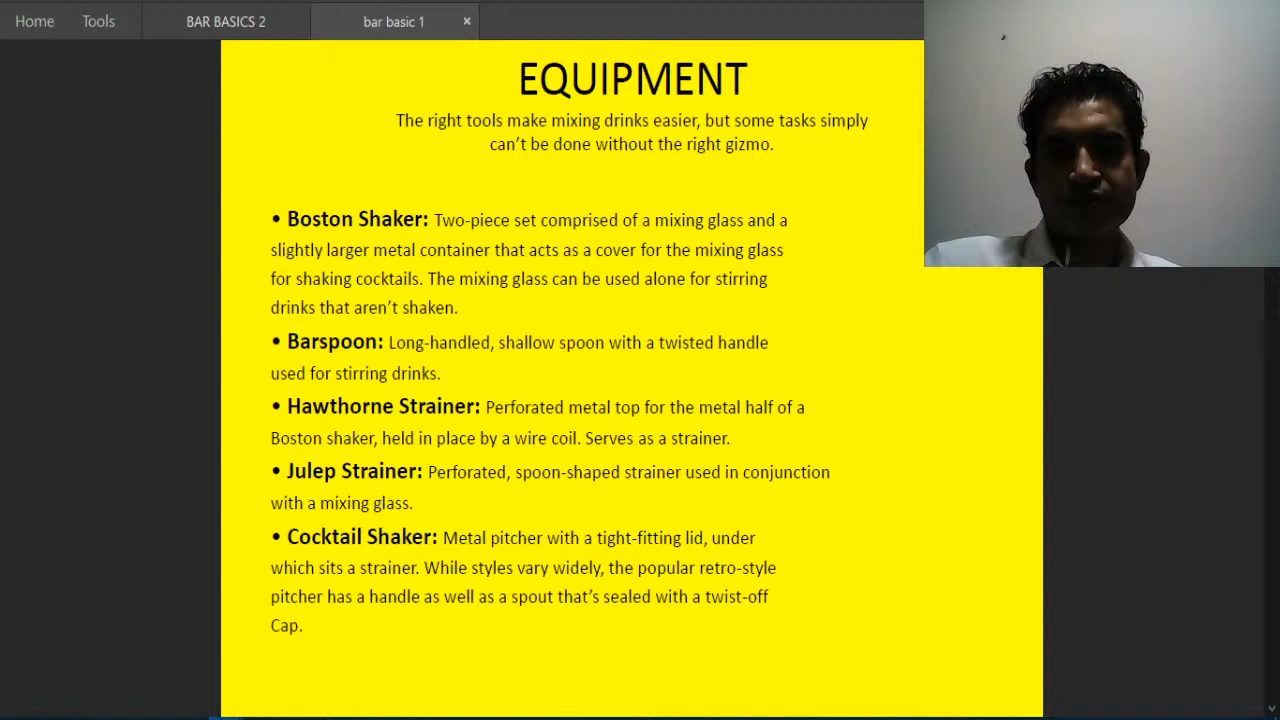 Home Tools BAR BASICS 2 bar basic 1 ×
EQUIPMENT
The right tools make mixing drinks easier, but some tasks simply
can’t be done without the right gizmo.
• Boston Shaker: Two-piece set comprised of a mixing glass and a
slightly larger metal container that acts as a cover for the mixing glass
for shaking cocktails. The mixing glass can be used alone for stirring
drinks that aren’t shaken.
• Barspoon: Long-handled, shallow spoon with a twisted handle
used for stirring drinks.
• Hawthorne Strainer: Perforated metal top for the metal half of a
Boston shaker, held in place by a wire coil. Serves as a strainer.
• Julep Strainer: Perforated, spoon-shaped strainer used in conjunction
with a mixing glass.
• Cocktail Shaker: Metal pitcher with a tight-fitting lid, under
which sits a strainer. While styles vary widely, the popular retro-style
pitcher has a handle as well as a spout that’s sealed with a twist-off
Cap.